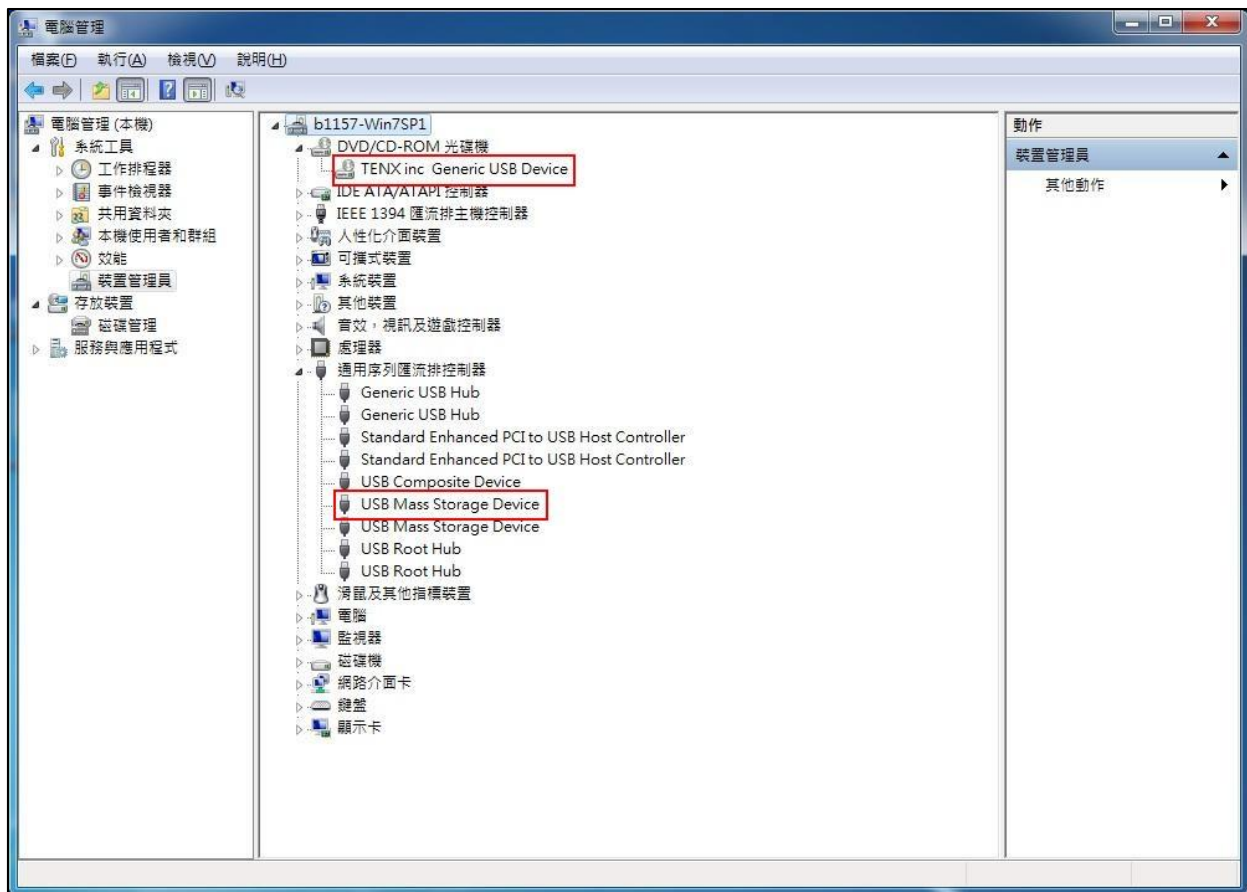 電腦管理
檔案(F) 執行(A) 檢視(V) 說明(H)
電腦管理 (本機)
系統工具
工作排程器
事件檢視器
共用資料夾
本機使用者和群組
效能
裝置管理員
存放裝置
磁碟管理
服務與應用程式
b1157-Win7SP1
DVD/CD-ROM 光碟機
TENX inc Generic USB Device
IDE ATA/ATAPI 控制器
IEEE 1394 匯流排主機控制器
人性化介面裝置
可攜式裝置
系統裝置
其他裝置
音效，視訊及遊戲控制器
處理器
通用序列匯流排控制器
Generic USB Hub
Generic USB Hub
Standard Enhanced PCI to USB Host Controller
Standard Enhanced PCI to USB Host Controller
USB Composite Device
USB Mass Storage Device
USB Mass Storage Device
USB Root Hub
USB Root Hub
滑鼠及其他指標裝置
電腦
監視器
磁碟機
網路介面卡
鍵盤
顯示卡
動作
裝置管理員
其他動作